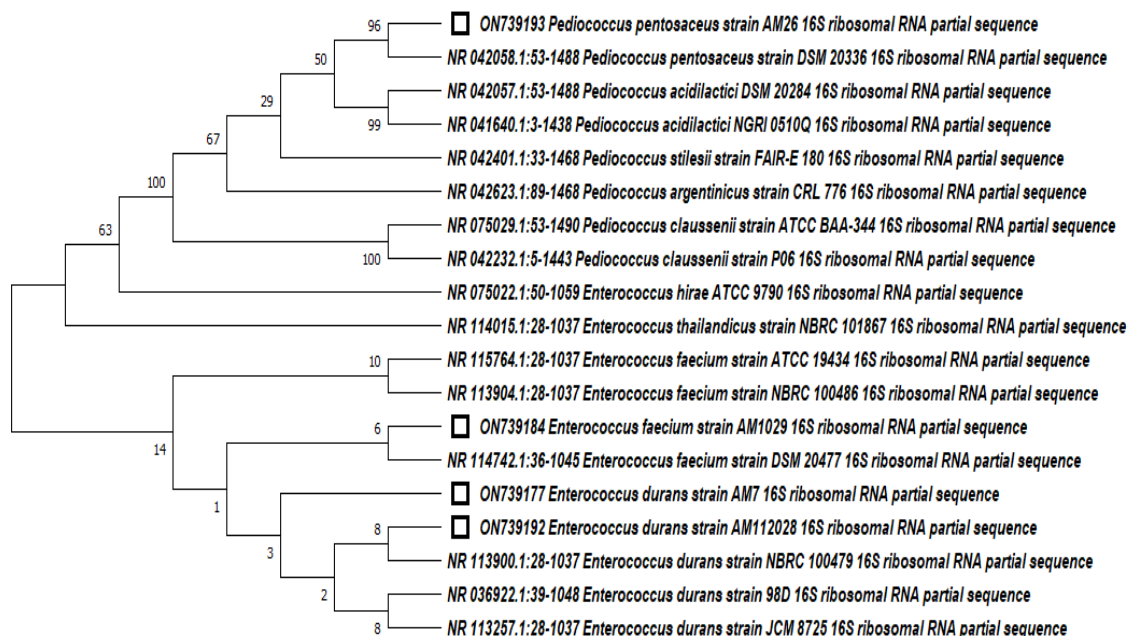 96
ON739193 Pediococcus pentosaceus strain AM26 16S ribosomal RNA partial sequence
50
NR 042058.1:53-1488 Pediococcus pentosaceus strain DSM 20336 16S ribosomal RNA partial sequence
29
NR 042057.1:53-1488 Pediococcus acidilactici DSM 20284 16S ribosomal RNA partial sequence
99
NR 041640.1:3-1438 Pediococcus acidilactici NGRI 0510Q 16S ribosomal RNA partial sequence
67
NR 042401.1:33-1468 Pediococcus stilesii strain FAIR-E 180 16S ribosomal RNA partial sequence
100
NR 042623.1:89-1468 Pediococcus argentinicus strain CRL 776 16S ribosomal RNA partial sequence
63
NR 075029.1:53-1490 Pediococcus claussenii strain ATCC BAA-344 16S ribosomal RNA partial sequence
100
NR 042232.1:5-1443 Pediococcus claussenii strain P06 16S ribosomal RNA partial sequence
NR 075022.1:50-1059 Enterococcus hirae ATCC 9790 16S ribosomal RNA partial sequence
NR 114015.1:28-1037 Enterococcus thailandicus strain NBRC 101867 16S ribosomal RNA partial sequence
10
NR 115764.1:28-1037 Enterococcus faecium strain ATCC 19434 16S ribosomal RNA partial sequence
NR 113904.1:28-1037 Enterococcus faecium strain NBRC 100486 16S ribosomal RNA partial sequence
14
6
ON739184 Enterococcus faecium strain AM1029 16S ribosomal RNA partial sequence
NR 114742.1:36-1045 Enterococcus faecium strain DSM 20477 16S ribosomal RNA partial sequence
1
ON739177 Enterococcus durans strain AM7 16S ribosomal RNA partial sequence
3
8
ON739192 Enterococcus durans strain AM112028 16S ribosomal RNA partial sequence
NR 113900.1:28-1037 Enterococcus durans strain NBRC 100479 16S ribosomal RNA partial sequence
2
NR 036922.1:39-1048 Enterococcus durans strain 98D 16S ribosomal RNA partial sequence
8
NR 113257.1:28-1037 Enterococcus durans strain JCM 8725 16S ribosomal RNA partial sequence